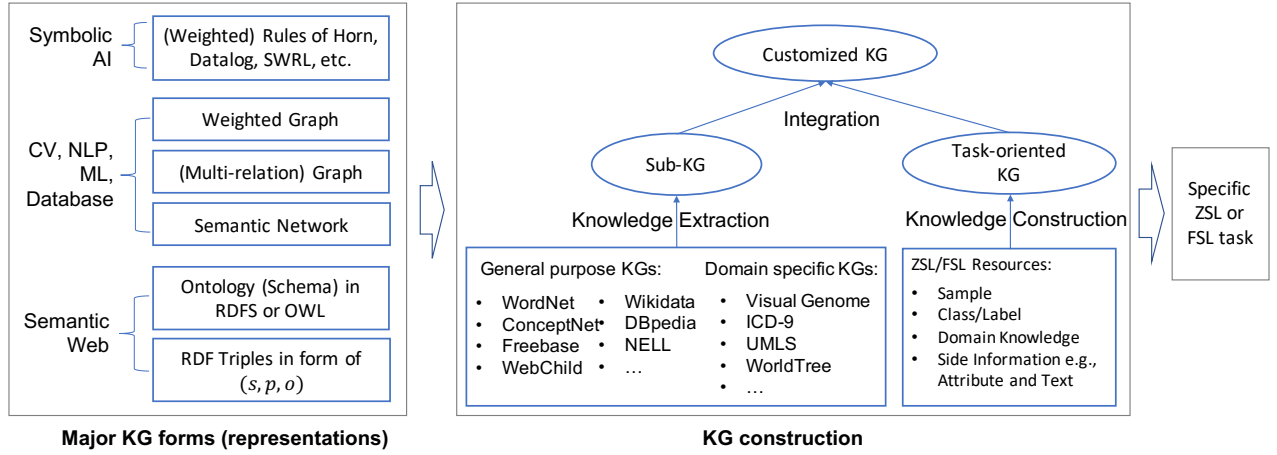 Symbolic
AI
(Weighted) Rules of Horn,
Datalog, SWRL, etc.
CV, NLP,
ML,
Database
Weighted Graph
(Multi-relation) Graph
Semantic Network
Semantic
Web
Ontology (Schema) in
RDFS or OWL
RDF Triples in form of
(s, p, o)
Major KG forms (representations)
Customized KG
Integration
Sub-KG
Task-oriented
KG
Knowledge Extraction
Knowledge Construction
General purpose KGs:
• WordNet
• ConceptNet
• Freebase
• WebChild
• Wikidata
• DBpedia
• NELL
• ...
Domain specific KGs:
• Visual Genome
• ICD-9
• UMLS
• WorldTree
• ...
ZSL/FSL Resources:
• Sample
• Class/Label
• Domain Knowledge
• Side Information e.g.,
Attribute and Text
KG construction
Specific
ZSL or
FSL task